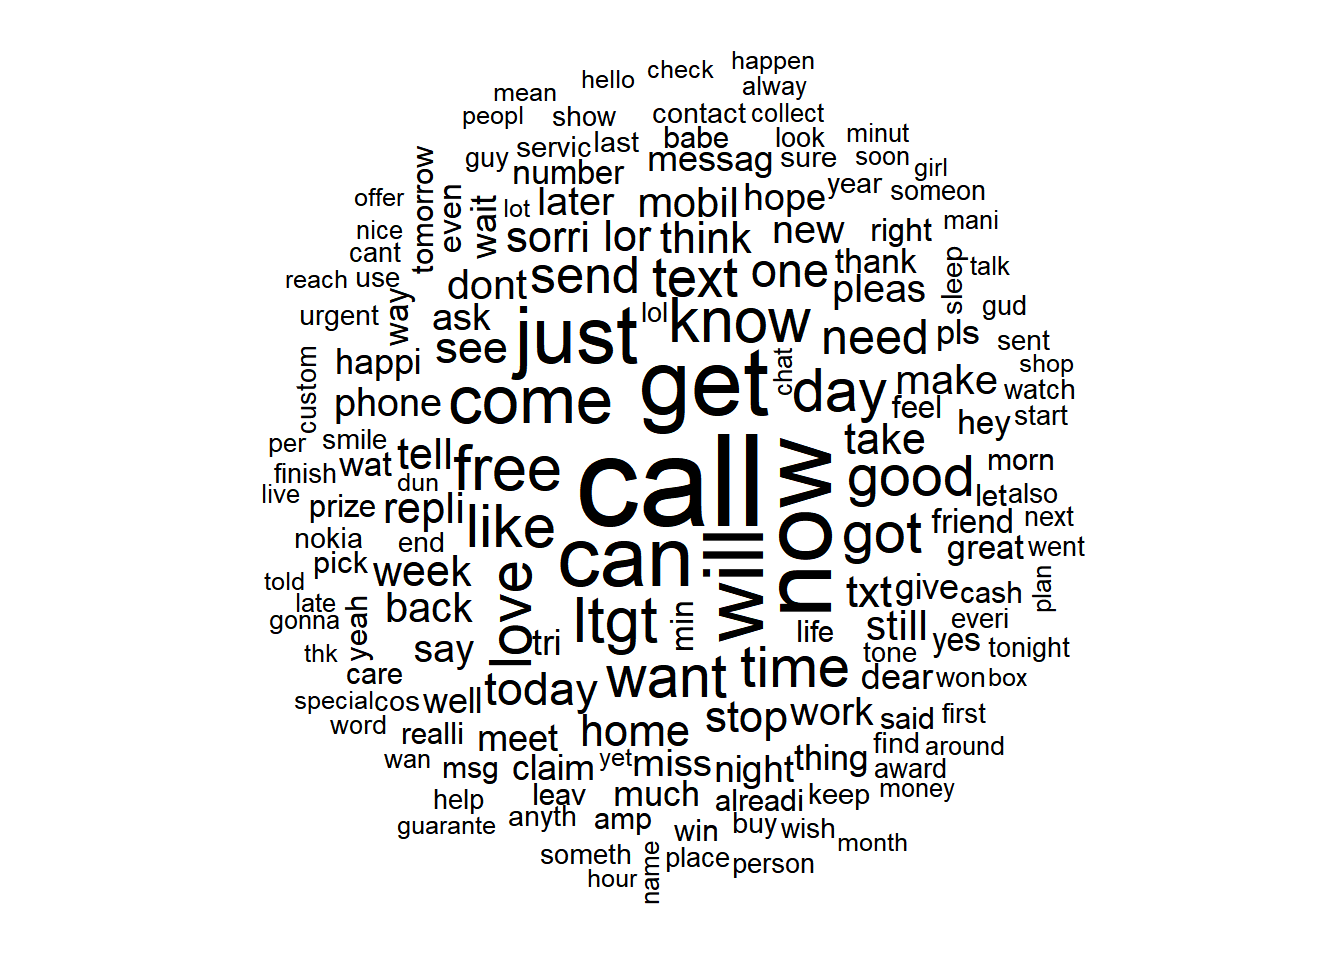 happen
check
hello
alway
mean
peopl
show
contact
collect
babe
look
minut
guy
servic
last
messag
sure
soon
girl
number
year
someon
offer
tomorrow
even
wait
lot
later
mobil
hope
nice
cant
sorri
lor
think
new
right
mani
reach
use
dont
send
text
one
thank
pleas
sleep
talk
urgent
way
ask
just
lol
know
need
pls
gud
sent
happi
see
get
chat
day
make
shop
watch
custom
phone
come
feel
hey
start
per
smile
wat
tell
free
call
now
take
good
morn
finish
dun
live
prize
repli
like
let
also
nokia
end
can
will
got
friend
next
pick
week
great
went
told
late
gonna
yeah
back
love
ltgt
min
txt
give
cash
plan
thk
say
tri
life
still
everi
yes
tonight
care
want
time
tone
dear
won
box
special
cos
well
today
stop
work
said
first
word
realli
meet
home
find
around
wan
msg
claim
yet
miss
night
thing
award
money
help
leav
much
alreadi
keep
guarante
anyth
amp
win
buy
wish
month
someth
place
person
hour
name